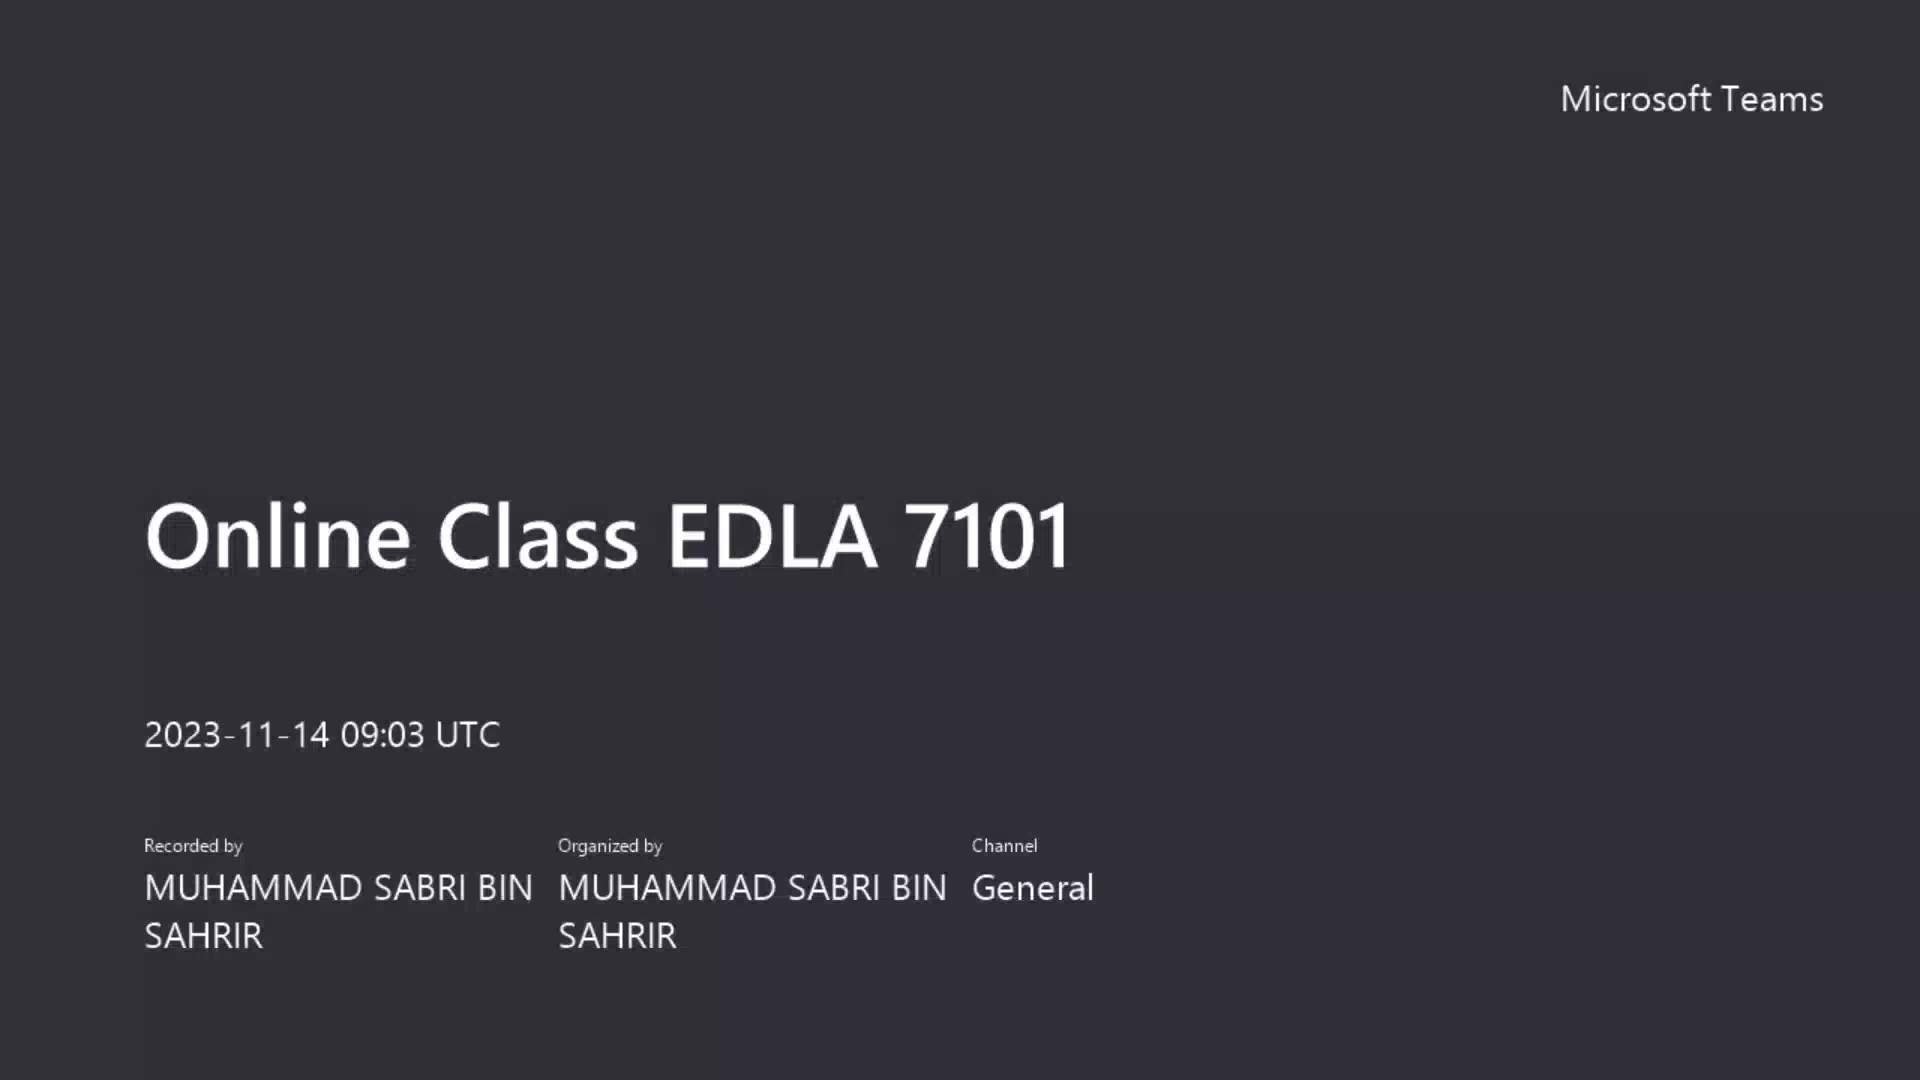 Microsoft Teams
Online Class EDLA 7101
2023-11-14 09:03 UTC
Recorded by
MUHAMMAD SABRI BIN
SAHRIR
Organized by
MUHAMMAD SABRI BIN
SAHRIR
Channel
General